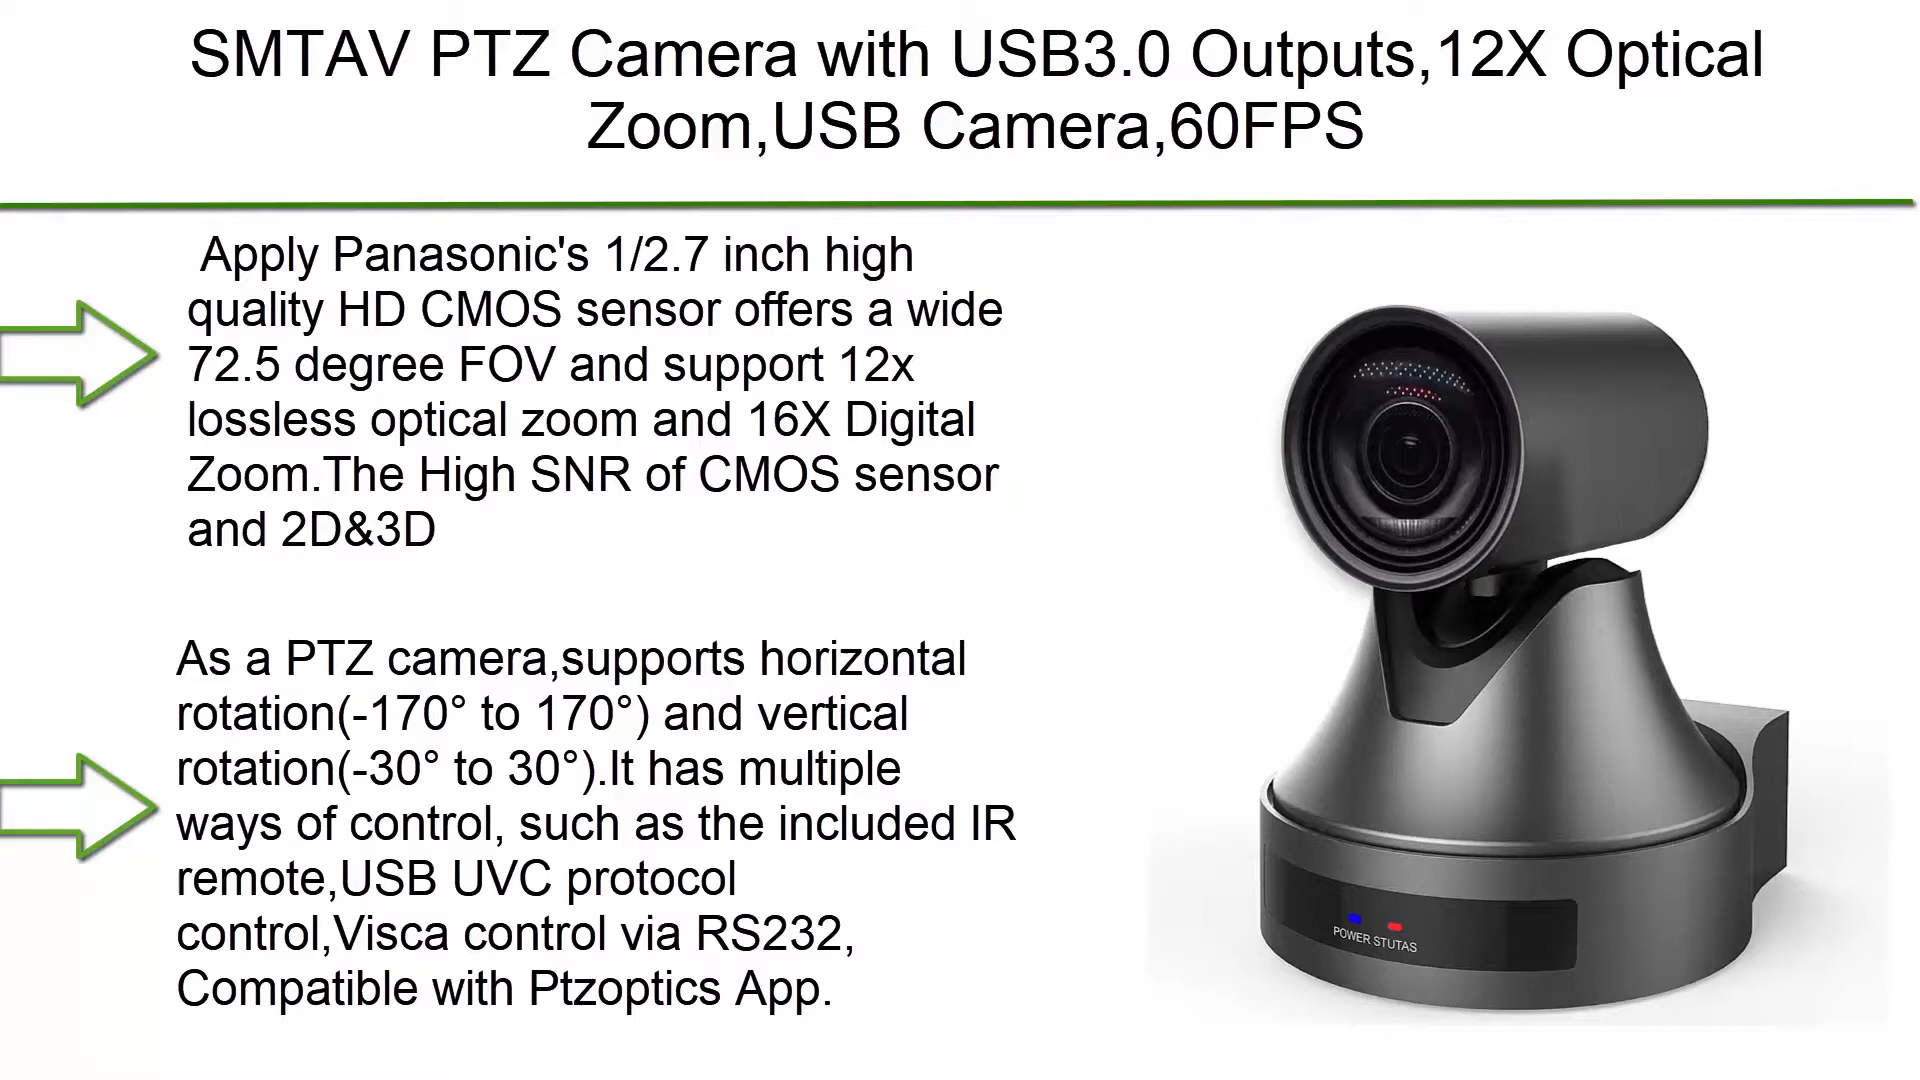 SMTAV PTZ Camera with USB3.0 Outputs,12X Optical
Zoom,USB Camera,60FPS
Apply Panasonic's 1/2.7 inch high
quality HD CMOS sensor offers a wide
72.5 degree FOV and support 12x
lossless optical zoom and 16X Digital
Zoom.The High SNR of CMOS sensor
and 2D&3D
As a PTZ camera,supports horizontal
rotation(-170° to 170°) and vertical
rotation(-30° to 30°).It has multiple
ways of control, such as the included IR
remote,USB UVC protocol
control,Visca control via RS232,
Compatible with Ptzoptics App.
POWER STUTAS